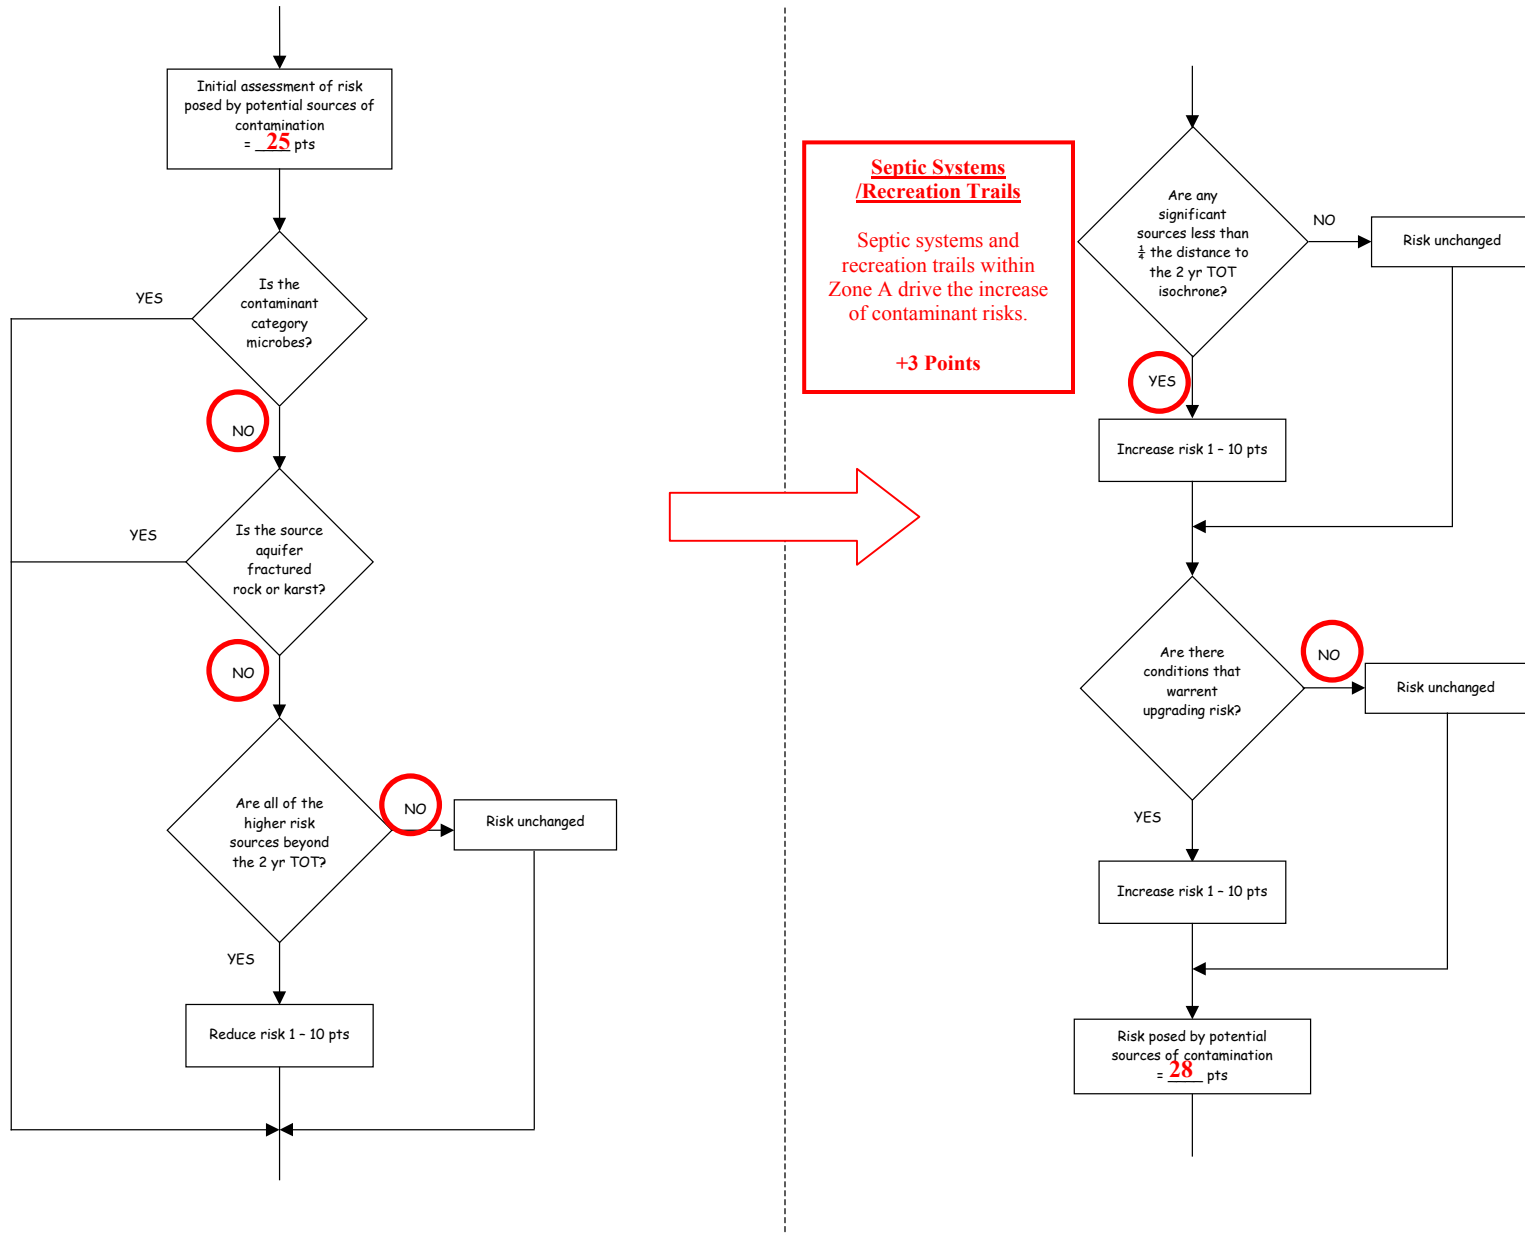 Initial assessment of risk
posed by potential sources of
contamination
= 25 pts
Is the
contaminant
category
microbes?
YES
NO
Is the source
aquifer
fractured
rock or karst?
YES
NO
Are all of the
higher risk
sources beyond
the 2 yr TOT?
NO
Risk unchanged
YES
Reduce risk 1 – 10 pts
Septic Systems
/Recreation Trails
Septic systems and
recreation trails within
Zone A drive the increase
of contaminant risks.
+3 Points
Are any
significant
sources less than
¼ the distance to
the 2 yr TOT
isochrone?
NO
Risk unchanged
YES
Increase risk 1 – 10 pts
Are there
conditions that
warrent
upgrading risk?
NO
Risk unchanged
YES
Increase risk 1 – 10 pts
Risk posed by potential
sources of contamination
= 28 pts